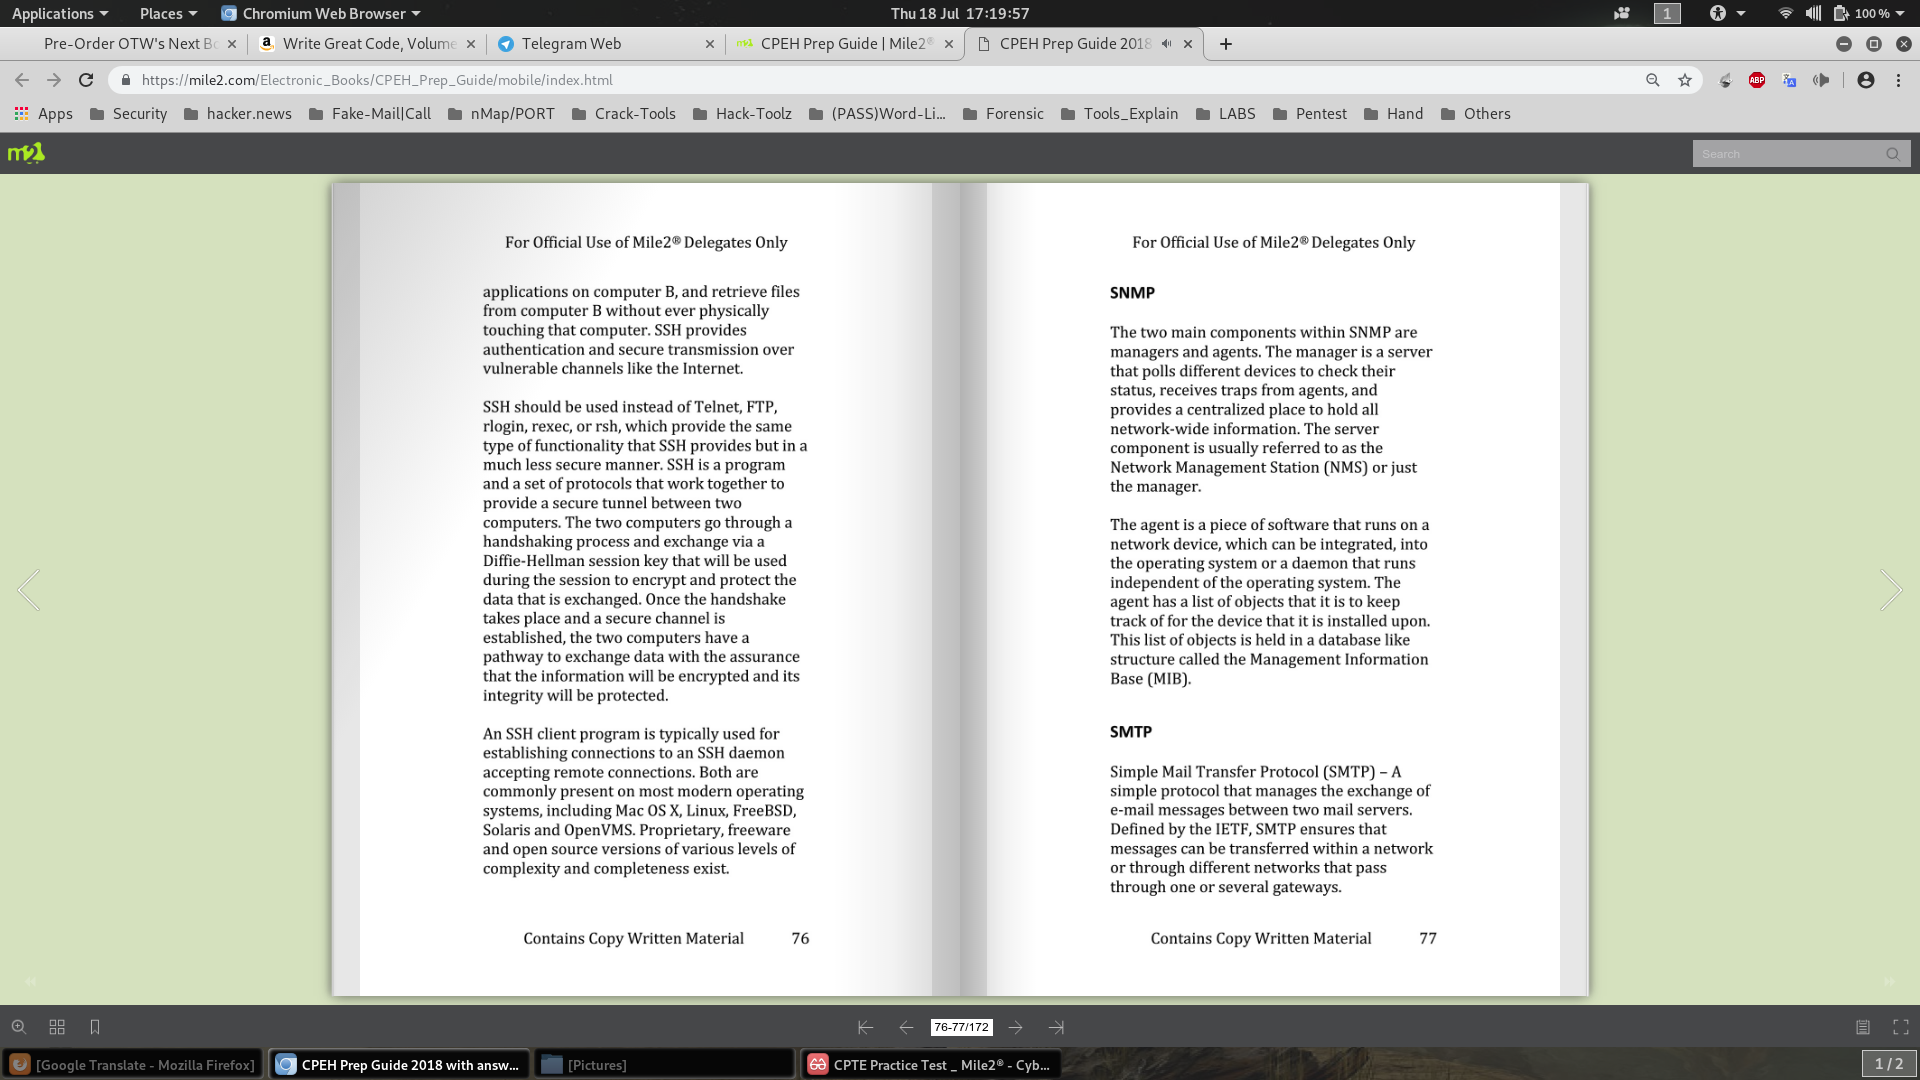 Applications Places Chromium Web Browser Thu 18 Jul 17:19:57 1 100 %
Pre-Order OTW's Next Bo Write Great Code, Volume Telegram Web CPEH Prep Guide | Mile2® CPEH Prep Guide 2018
https://mile2.com/Electronic_Books/CPEH_Prep_Guide/mobile/index.html ABP
Apps Security hacker.news Fake-Mail|Call nMap/PORT Crack-Tools Hack-Toolz (PASS)Word-Li... Forensic Tools_Explain LABS Pentest Hand Others
m2 Search
For Official Use of Mile2® Delegates Only
applications on computer B, and retrieve files
from computer B without ever physically
touching that computer. SSH provides
authentication and secure transmission over
vulnerable channels like the Internet.
SSH should be used instead of Telnet, FTP,
rlogin, rexec, or rsh, which provide the same
type of functionality that SSH provides but in a
much less secure manner. SSH is a program
and a set of protocols that work together to
provide a secure tunnel between two
computers. The two computers go through a
handshaking process and exchange via a
Diffie-Hellman session key that will be used
during the session to encrypt and protect the
data that is exchanged. Once the handshake
takes place and a secure channel is
established, the two computers have a
pathway to exchange data with the assurance
that the information will be encrypted and its
integrity will be protected.
An SSH client program is typically used for
establishing connections to an SSH daemon
accepting remote connections. Both are
commonly present on most modern operating
systems, including Mac OS X, Linux, FreeBSD,
Solaris and OpenVMS. Proprietary, freeware
and open source versions of various levels of
complexity and completeness exist.
Contains Copy Written Material 76
For Official Use of Mile2® Delegates Only
SNMP
The two main components within SNMP are
managers and agents. The manager is a server
that polls different devices to check their
status, receives traps from agents, and
provides a centralized place to hold all
network-wide information. The server
component is usually referred to as the
Network Management Station (NMS) or just
the manager.
The agent is a piece of software that runs on a
network device, which can be integrated, into
the operating system or a daemon that runs
independent of the operating system. The
agent has a list of objects that it is to keep
track of for the device that it is installed upon.
This list of objects is held in a database like
structure called the Management Information
Base (MIB).
SMTP
Simple Mail Transfer Protocol (SMTP) – A
simple protocol that manages the exchange of
e-mail messages between two mail servers.
Defined by the IETF, SMTP ensures that
messages can be transferred within a network
or through different networks that pass
through one or several gateways.
Contains Copy Written Material 77
76-77/172
[Google Translate - Mozilla Firefox] CPEH Prep Guide 2018 with answ... [Pictures] CPTE Practice Test _ Mile2® - Cyb... 1 / 2